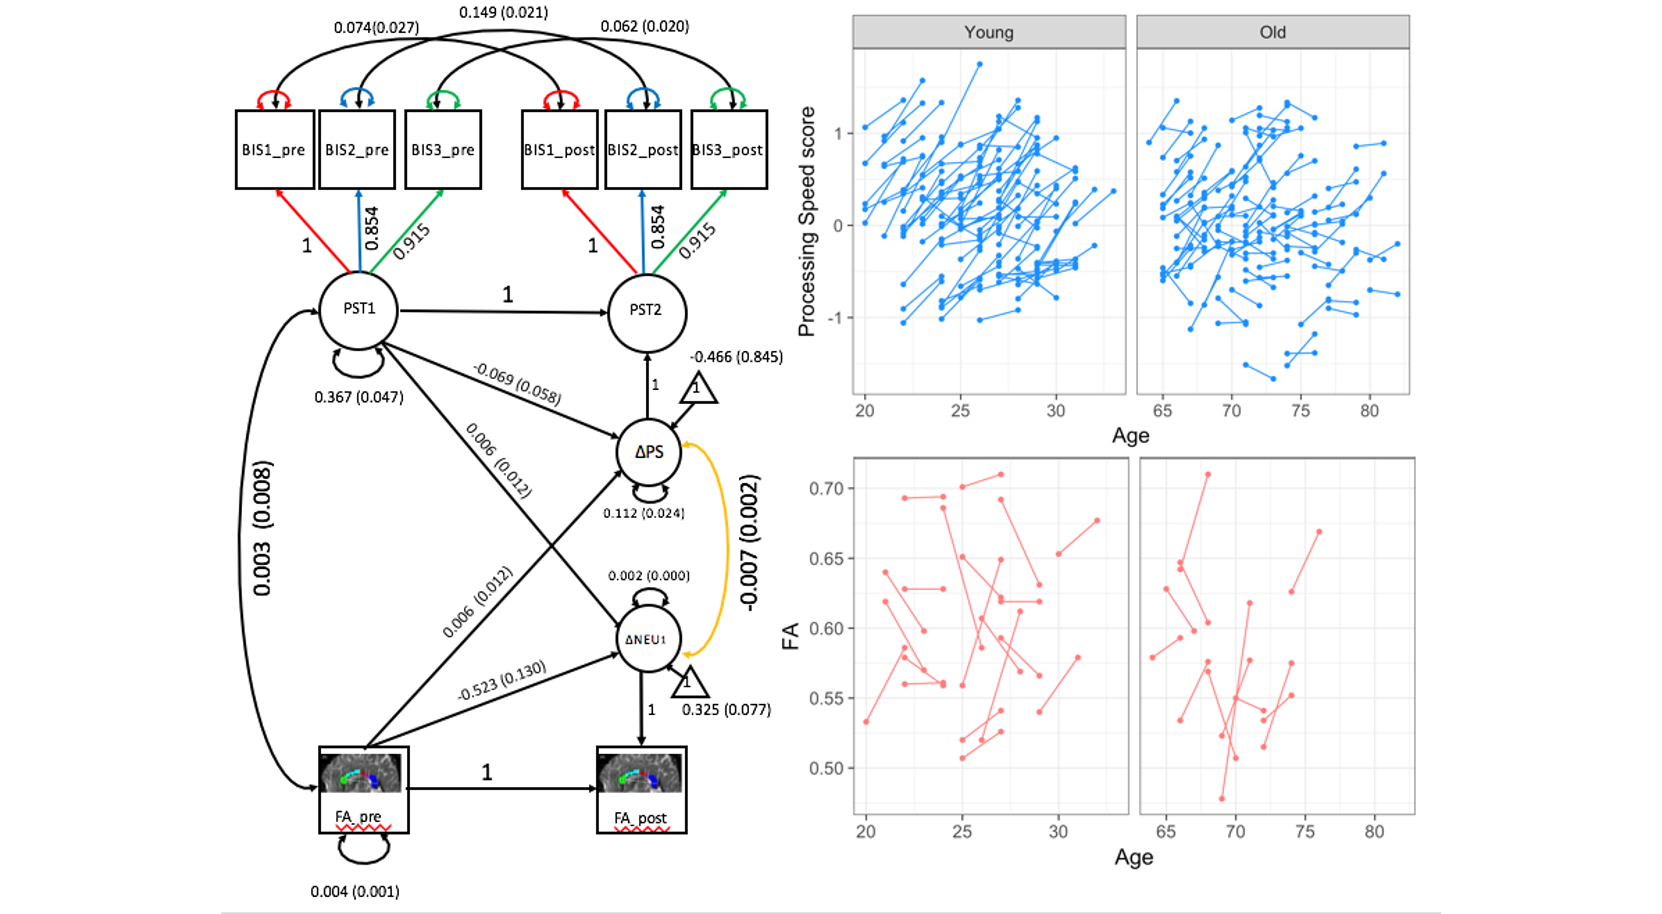 0.149 (0.021)
0.074(0.027)
0.062 (0.020)
BIS1_pre
BIS2_pre
BIS3_pre
BIS1_post
BIS2_post
BIS3_post
1
0.854
0.915
1
0.854
0.915
PST1
1
PST2
0.367 (0.047)
-0.069 (0.058)
-0.466 (0.845)
1
1
ΔPS
0.006 (0.012)
0.112 (0.024)
0.003 (0.008)
-0.007 (0.002)
0.002 (0.000)
0.006 (0.012)
ΔNEU1
-0.523 (0.130)
1
0.325 (0.077)
1
1
FA_pre
FA_post
0.004 (0.001)
Young
Old
Processing Speed score
1
0
-1
20
25
30
65
70
75
80
Age
FA
0.70
0.65
0.60
0.55
0.50
20
25
30
65
70
75
80
Age